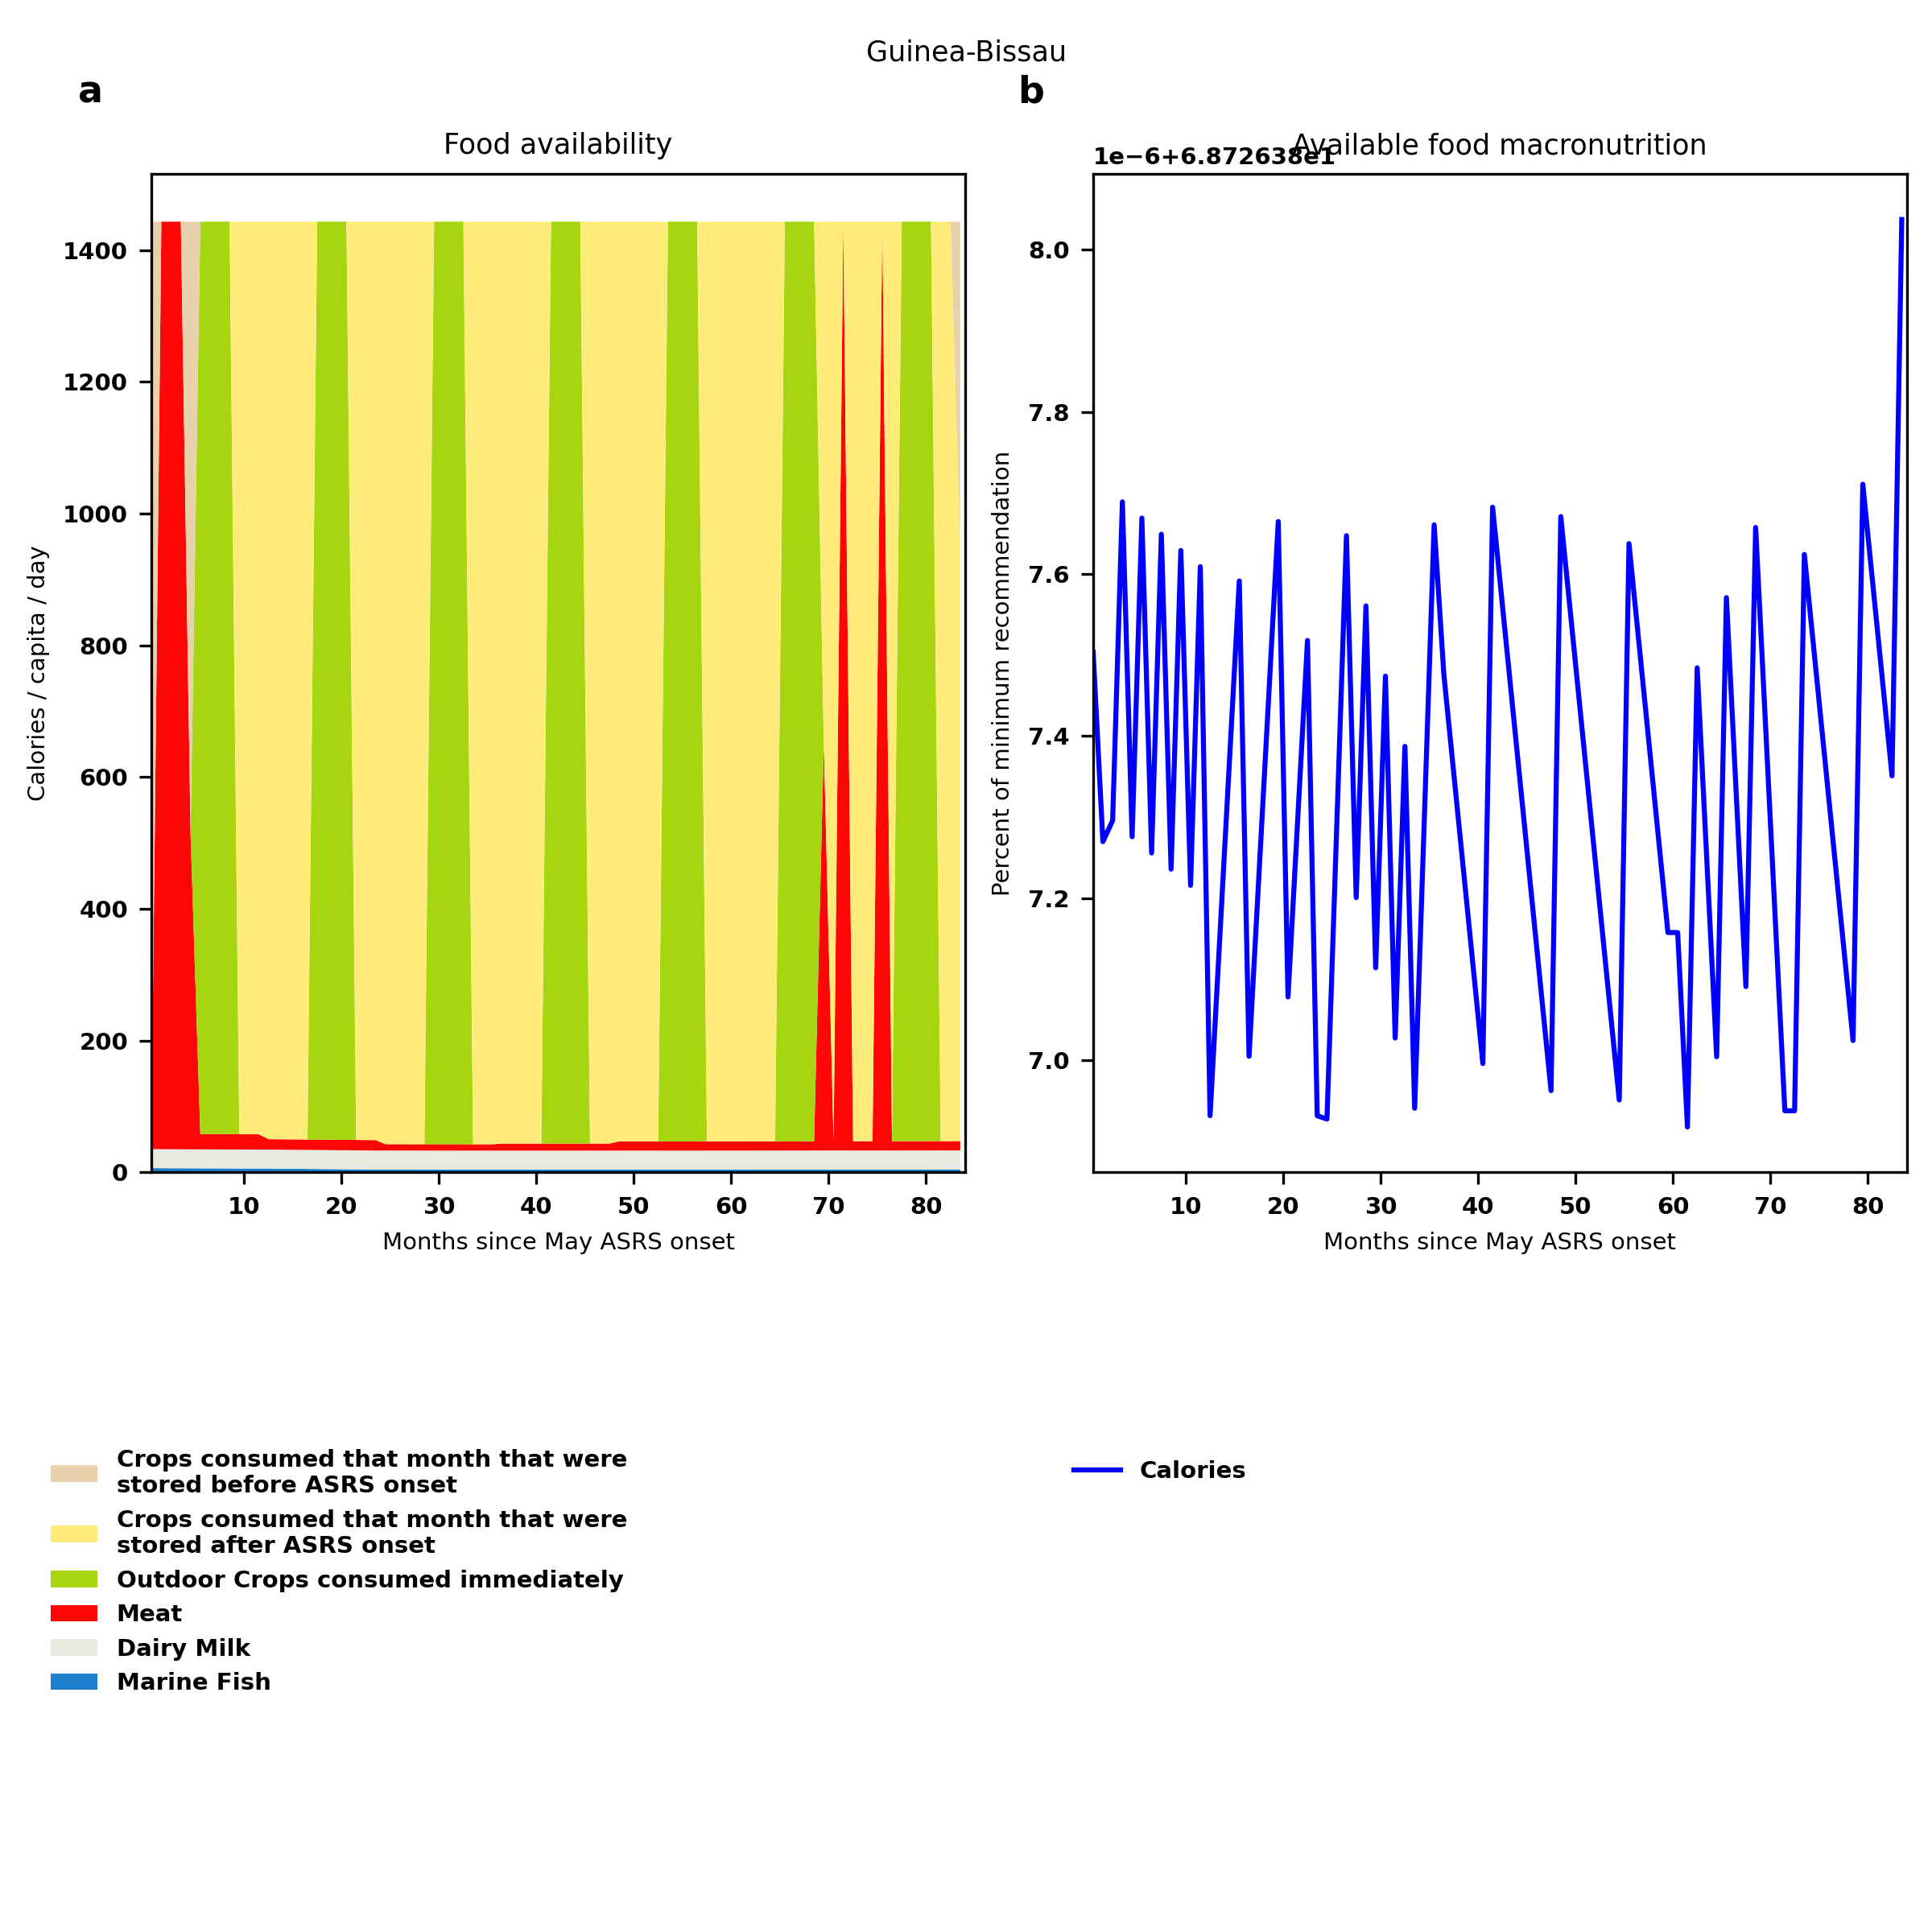 Guinea-Bissau
a
b
Food availability
Available food macronutrition
1e−6+6.872638e1
1400
1200
1000
800
600
400
200
0
Calories / capita / day
10 20 30 40 50 60 70 80
Months since May ASRS onset
8.0
7.8
7.6
7.4
7.2
7.0
Percent of minimum recommendation
10 20 30 40 50 60 70 80
Months since May ASRS onset
Crops consumed that month that were
stored before ASRS onset
Crops consumed that month that were
stored after ASRS onset
Outdoor Crops consumed immediately
Meat
Dairy Milk
Marine Fish
Calories